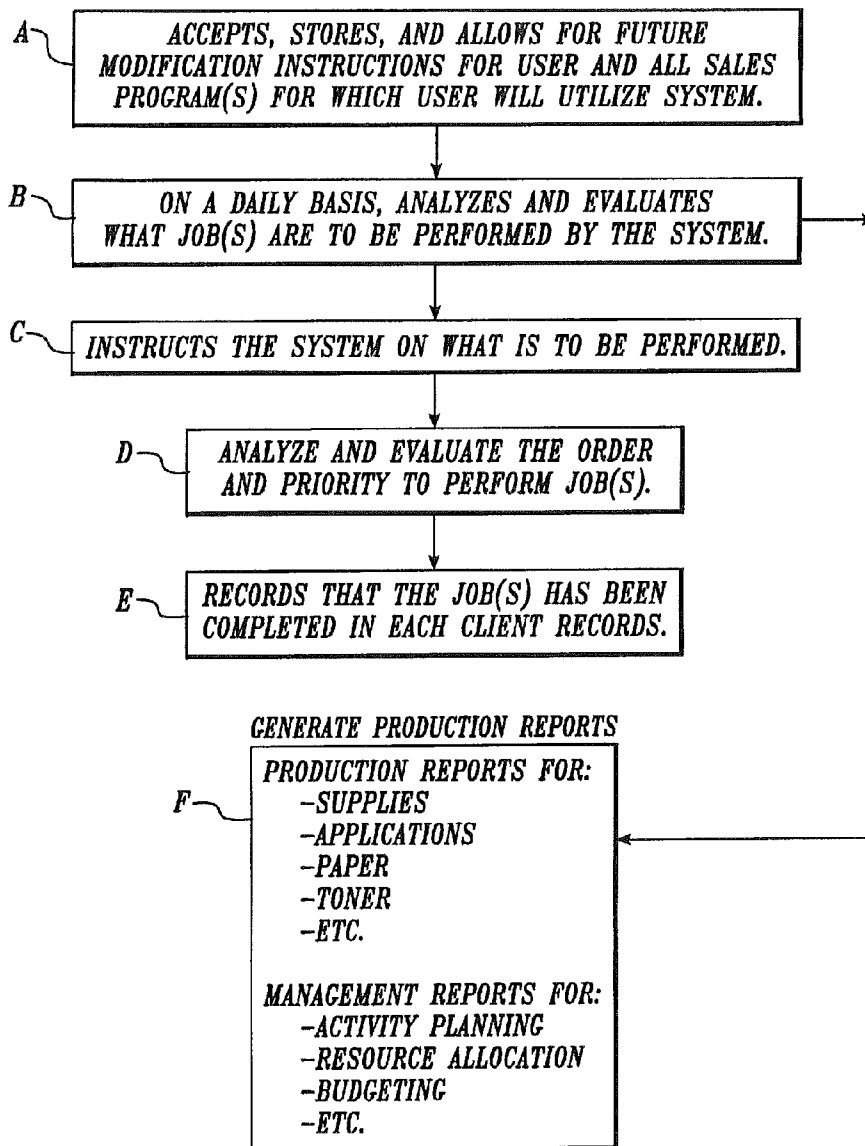 A
ACCEPTS, STORES, AND ALLOWS FOR FUTURE
MODIFICATION INSTRUCTIONS FOR USER AND ALL SALES
PROGRAM(S) FOR WHICH USER WILL UTILIZE SYSTEM.
B
ON A DAILY BASIS, ANALYZES AND EVALUATES
WHAT JOB(S) ARE TO BE PERFORMED BY THE SYSTEM.
C
INSTRUCTS THE SYSTEM ON WHAT IS TO BE PERFORMED.
D
ANALYZE AND EVALUATE THE ORDER
AND PRIORITY TO PERFORM JOB(S).
E
RECORDS THAT THE JOB(S) HAS BEEN
COMPLETED IN EACH CLIENT RECORDS.
GENERATE PRODUCTION REPORTS
F
PRODUCTION REPORTS FOR:
-SUPPLIES
-APPLICATIONS
-PAPER
-TONER
-ETC.
MANAGEMENT REPORTS FOR:
-ACTIVITY PLANNING
-RESOURCE ALLOCATION
-BUDGETING
-ETC.